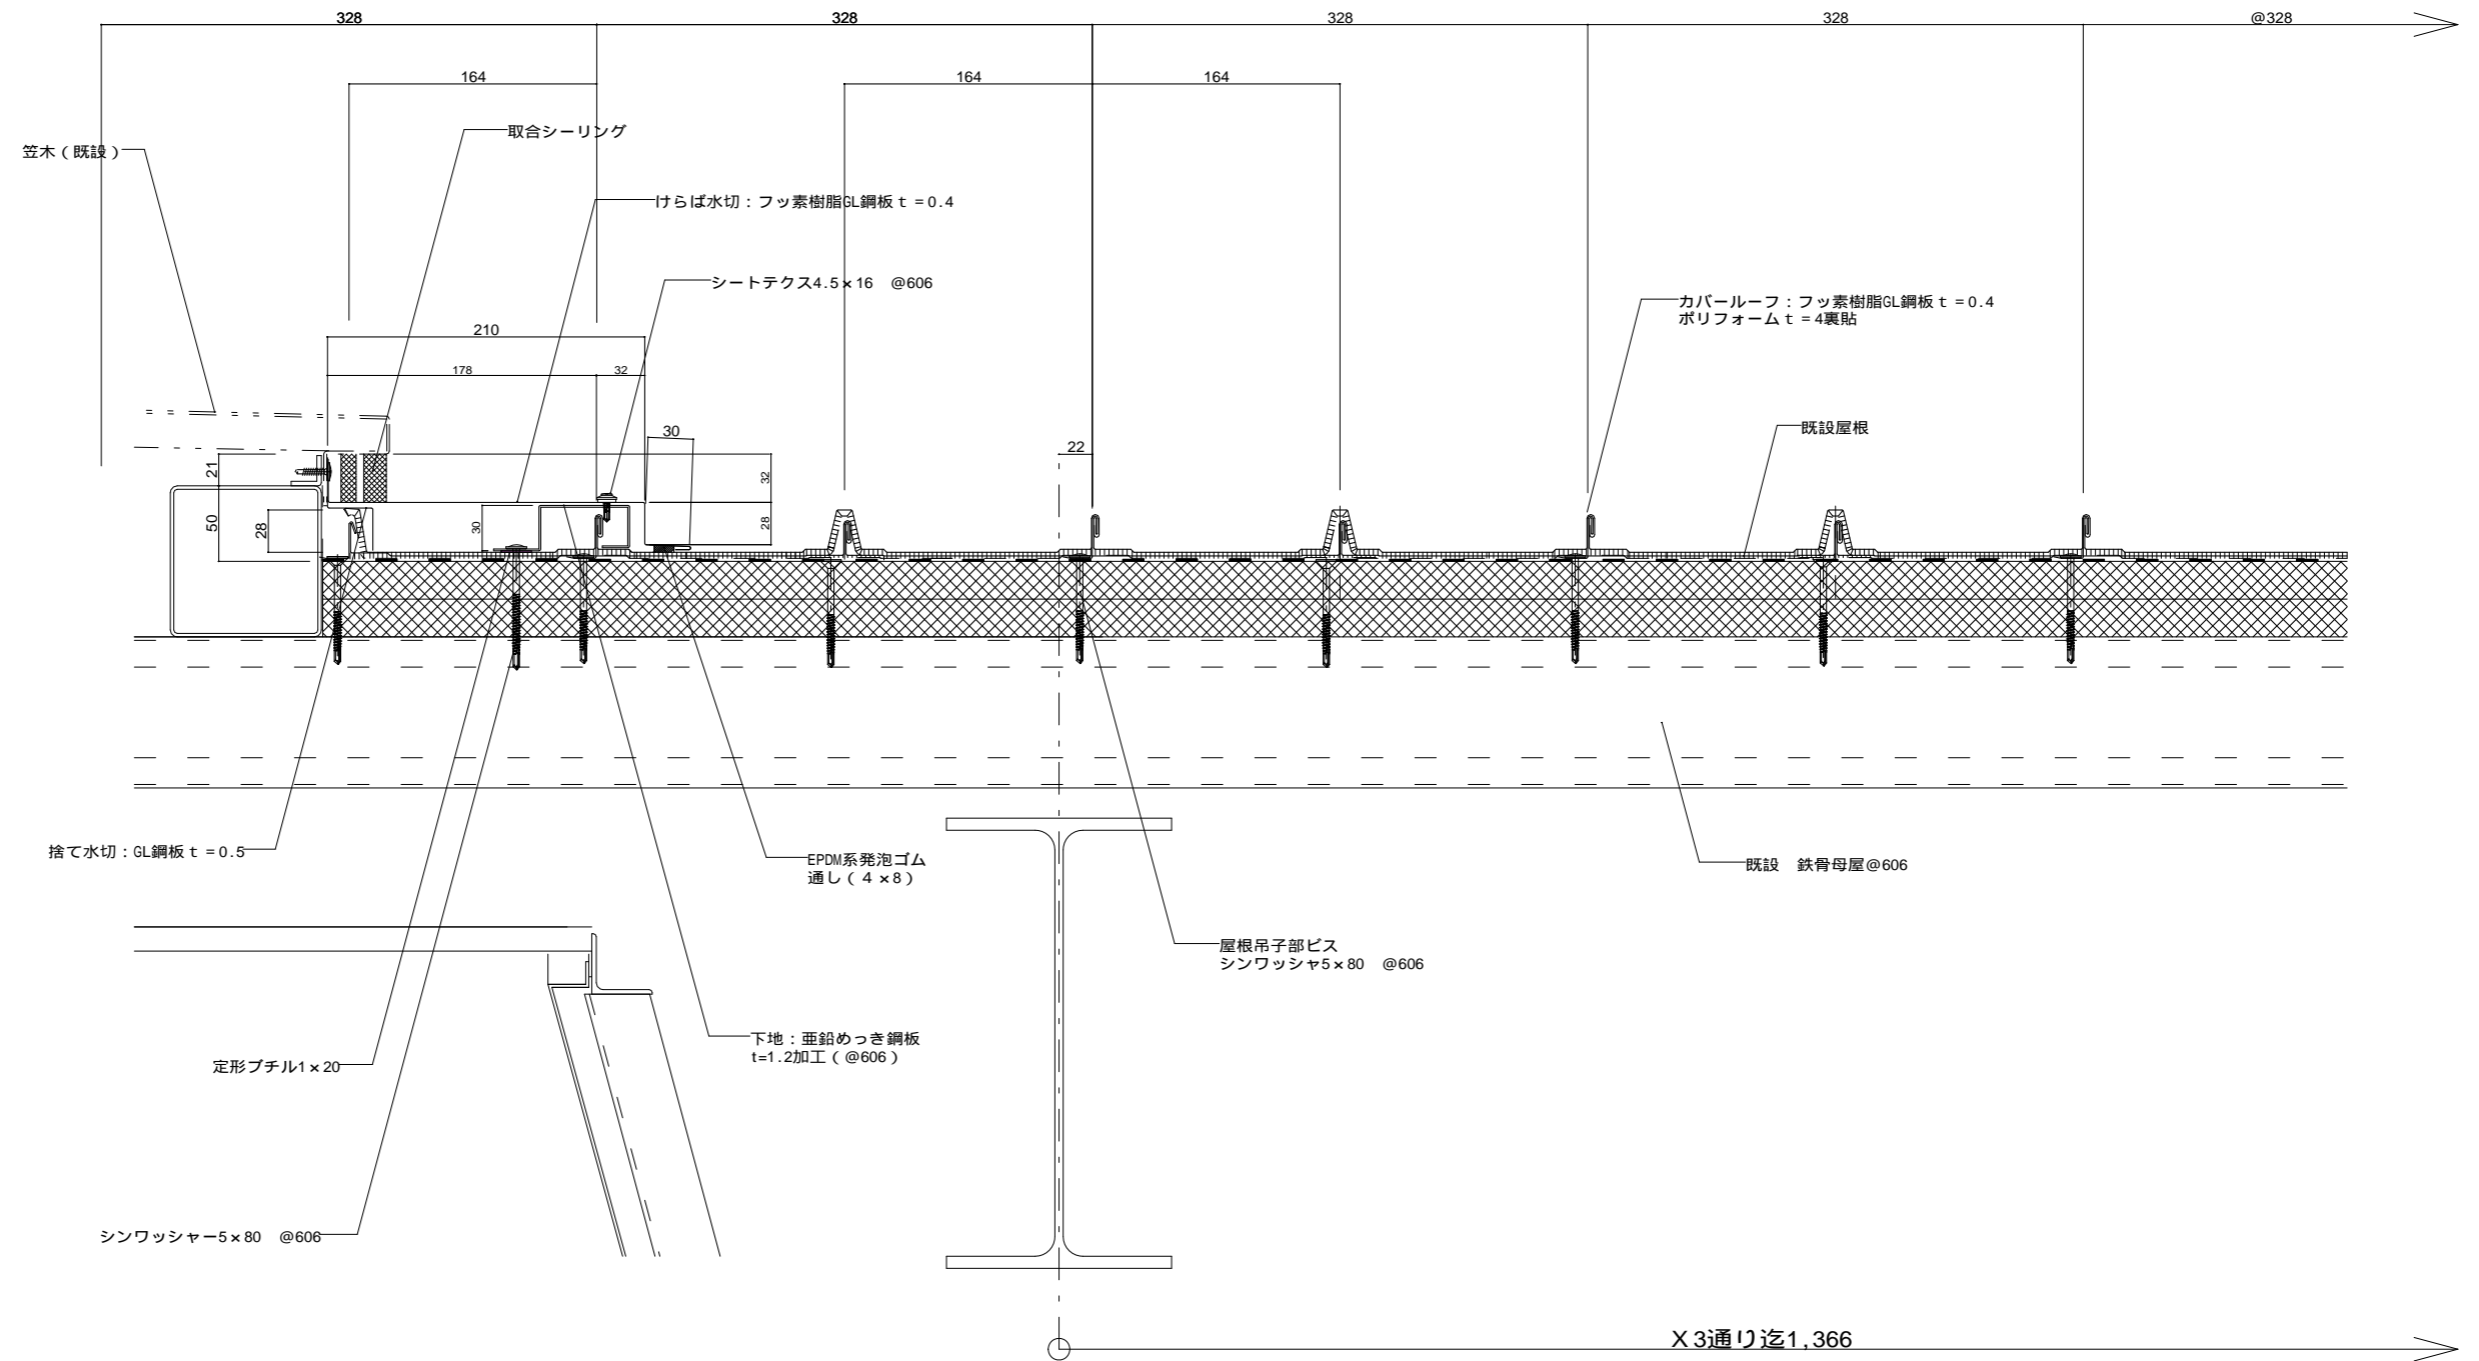 328 328 328 328 @328
164 164 164
取合シーリング
笠木(既設)
けらば水切:フッ素樹脂GL鋼板t=0.4
シートテクス4.5×16 @606
カバールーフ:フッ素樹脂GL鋼板t=0.4
ポリフォームt=4裏貼
210
178 32
30
既設屋根
22
21
32
50
28
30
28
捨て水切:GL鋼板t=0.5
EPDM系発泡ゴム
通し(4×8)
既設 鉄骨母屋@606
屋根吊子部ビス
シンワッシャ5×80 @606
下地:亜鉛めっき鋼板
t=1.2加工(@606)
定形ブチル1×20
シンワッシャー5×80 @606
X3通り迄1,366